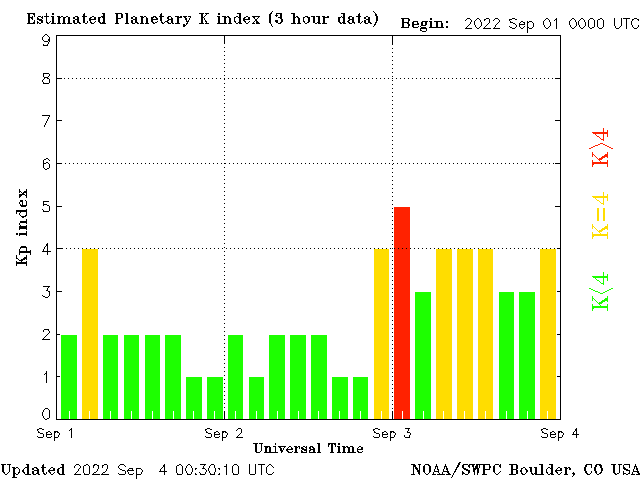 Estimated Planetary K index (3 hour data)
Begin: 2022 Sep 01 0000 UTC
9
8
7
6
5
4
3
2
1
0
Kp index
K>4
K=4
K<4
Sep 1 Sep 2 Sep 3 Sep 4
Universal Time
Updated 2022 Sep 4 00:30:10 UTC
NOAA/SWPC Boulder, CO USA